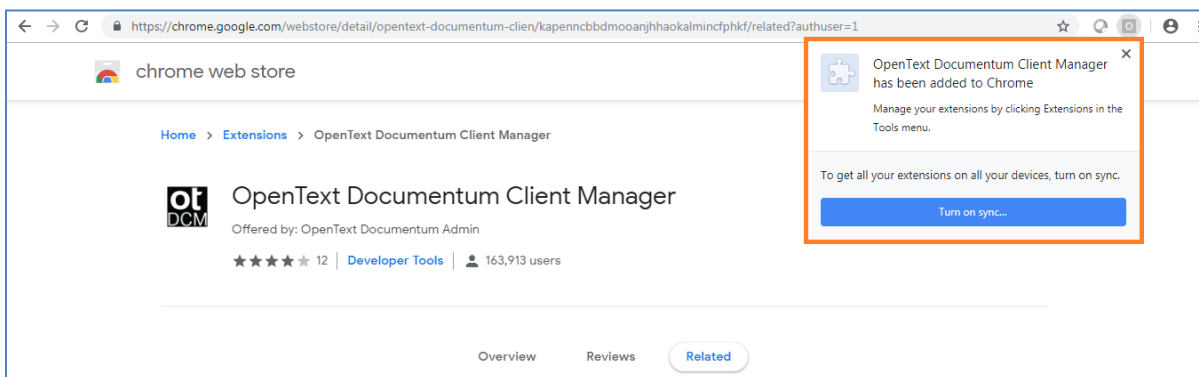 https://chrome.google.com/webstore/detail/opentext-documentum-clien/kapenncbbdmooanjhhaokalmincfphkf/related?authuser=1
chrome web store
OpenText Documentum Client Manager
has been added to Chrome
Manage your extensions by clicking Extensions in the
Tools menu.
To get all your extensions on all your devices, turn on sync.
Turn on sync...
Home > Extensions > OpenText Documentum Client Manager
ot
DCM
OpenText Documentum Client Manager
Offered by: OpenText Documentum Admin
12 | Developer Tools | 163,913 users
Overview Reviews Related